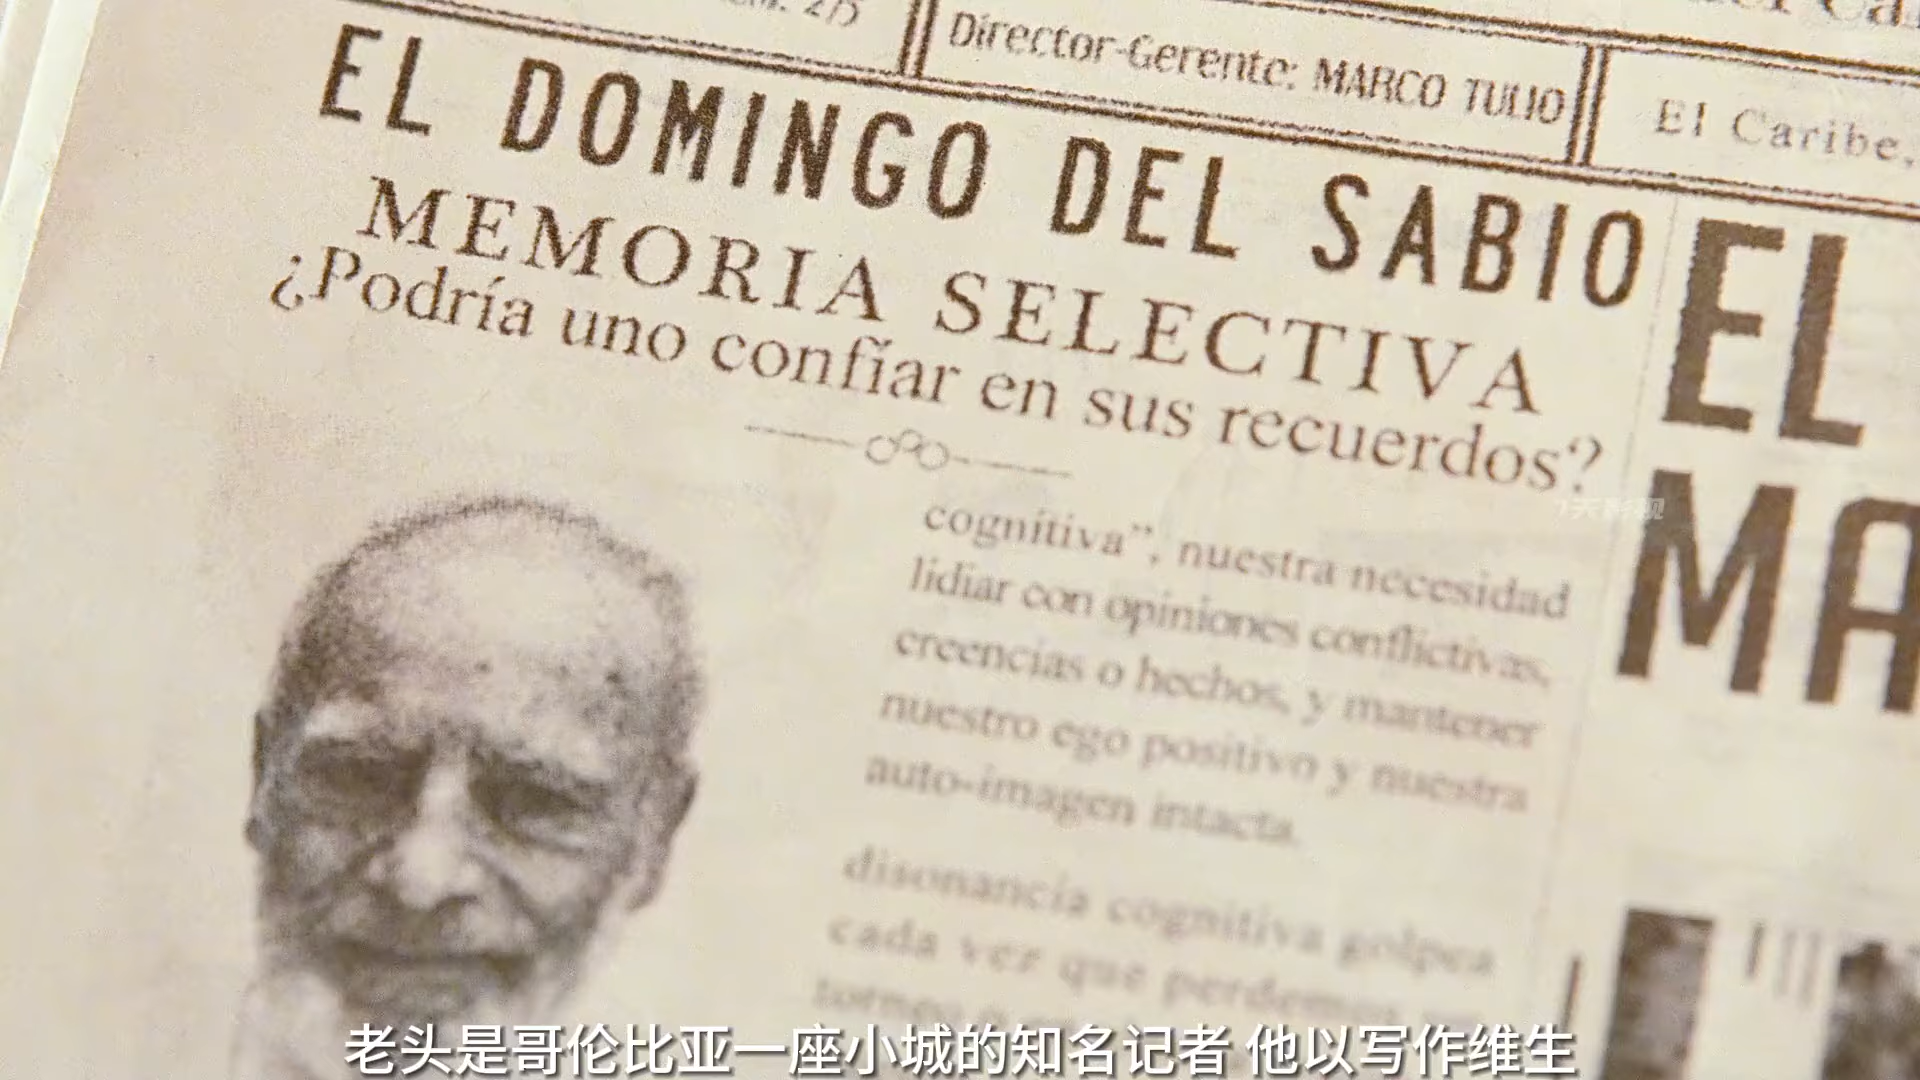 Director-Gerente: MARCO TULIO
El Caribe,
EL DOMINGO DEL SABIO
MEMORIA SELECTIVA
¿Podría uno confíar en sus recuerdos?
EL
MA
cognitiva”, nuestra necesidad
lidiar con opiniones conflictivas,
creencias o hechos, y mantener
nuestro ego positivo y nuestra
auto-imagen intacta.
disonancia cognitiva golpea
cada vez que perdemos
老头是哥伦比亚一座小城的知名记者 他以写作维生